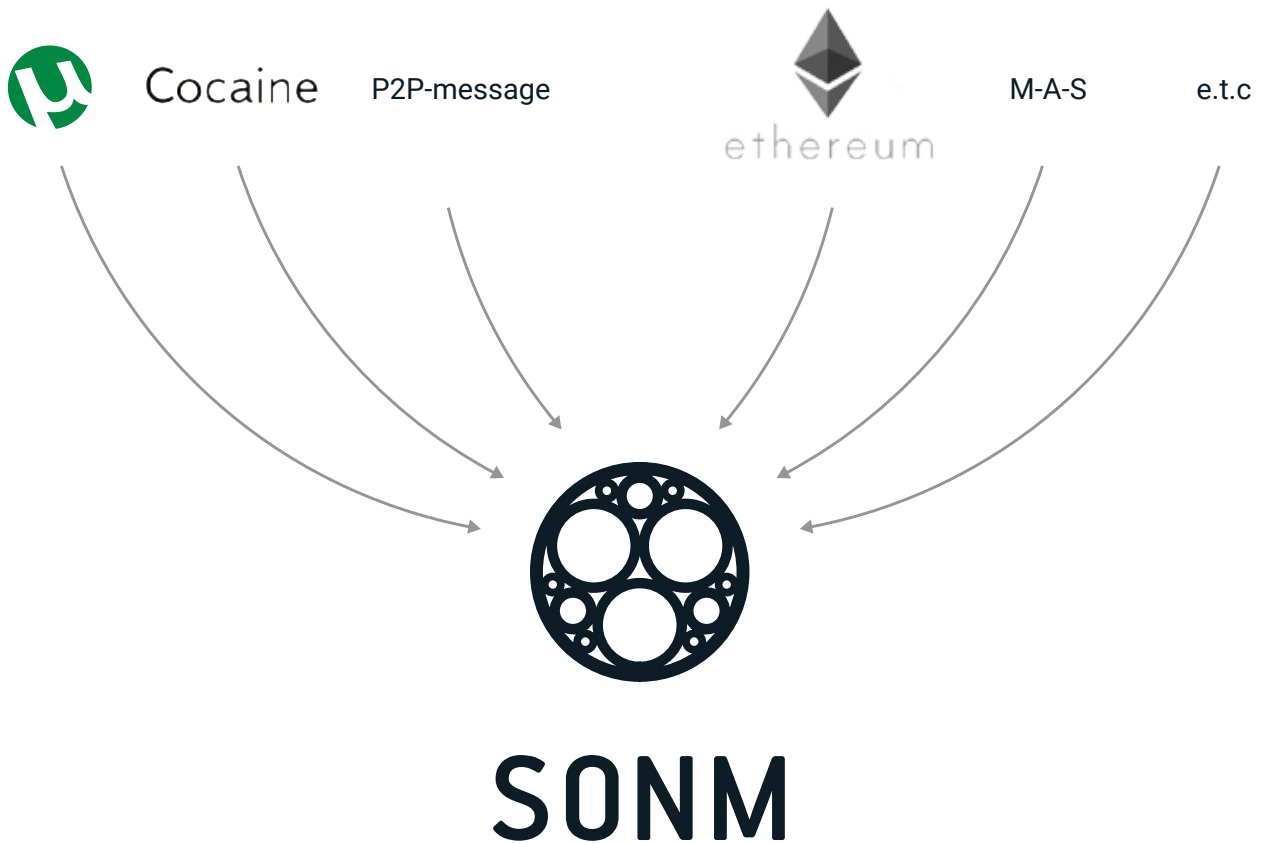 µ
Cocaine
P2P-message
ethereum
M-A-S
e.t.c
SONM